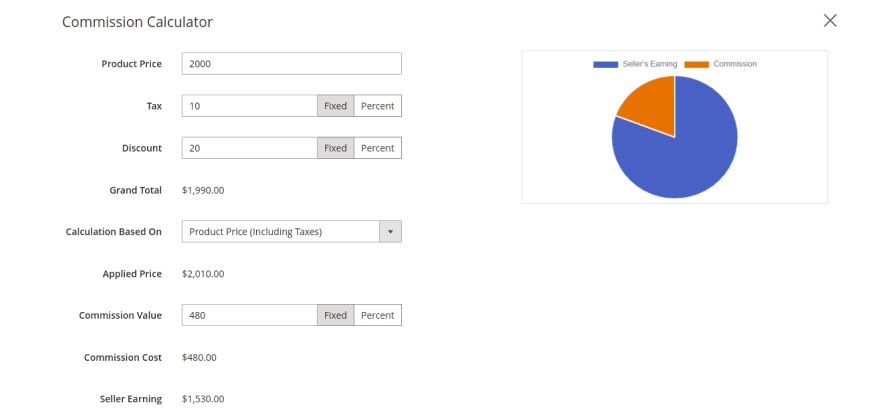 Commission Calculator
Seller's Earning Commission
Product Price 2000
Tax 10 Fixed Percent
Discount 20 Fixed Percent
Grand Total $1,990.00
Calculation Based On Product Price (Including Taxes)
Applied Price $2,010.00
Commission Value 480 Fixed Percent
Commission Cost $480.00
Seller Earning $1,530.00